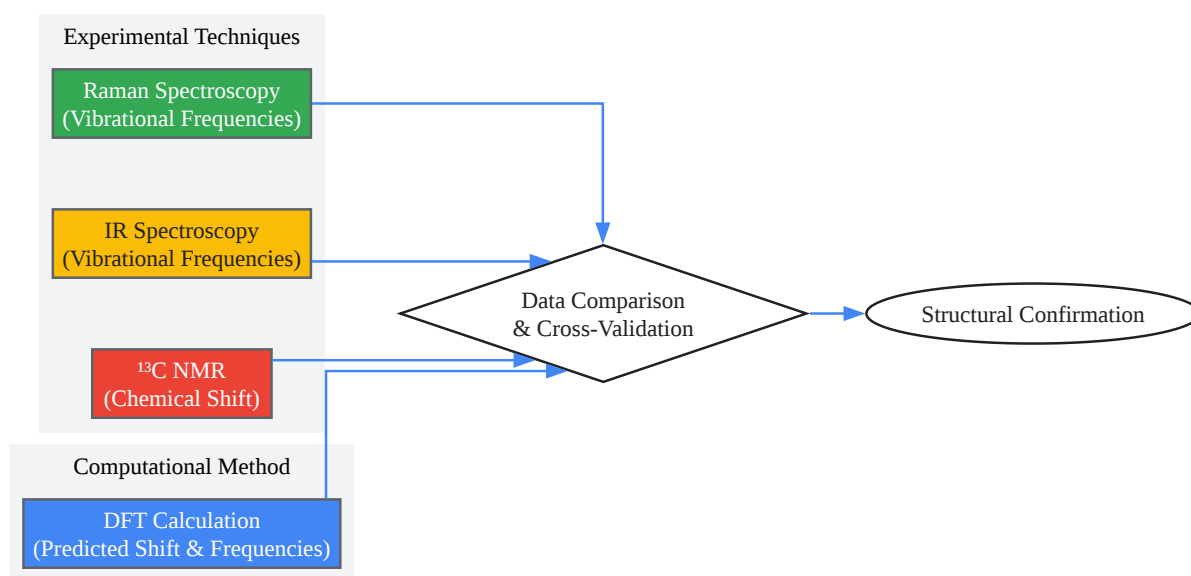 Experimental Techniques
Raman Spectroscopy
(Vibrational Frequencies)
IR Spectroscopy
(Vibrational Frequencies)
Data Comparison
& Cross-Validation
Structural Confirmation
¹³C NMR
(Chemical Shift)
Computational Method
DFT Calculation
(Predicted Shift & Frequencies)